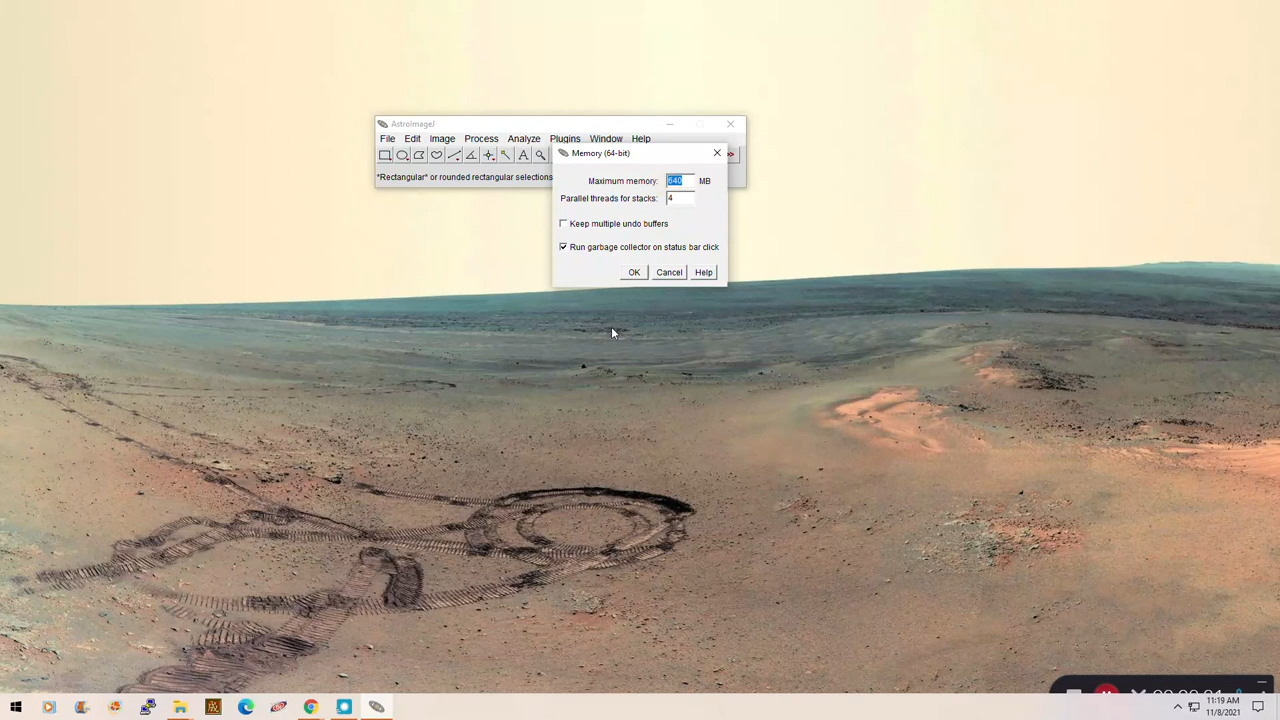 AstroImageJ
File Edit Image Process Analyze Plugins Window Help
*Rectangular* or rounded rectangular selections
Memory (64-bit)
Maximum memory: 640 MB
Parallel threads for stacks: 4
Keep multiple undo buffers
Run garbage collector on status bar click
OK Cancel Help
11:19 AM
11/8/2021